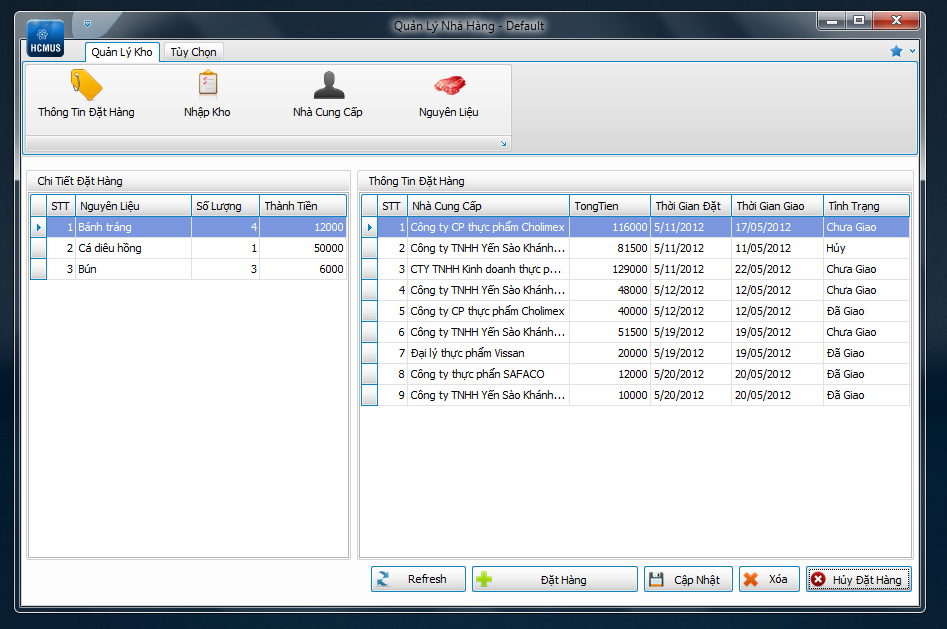 Quản Lý Nhà Hàng - Default
HCMUS
Quản Lý Kho Tùy Chọn
Thông Tin Đặt Hàng Nhập Kho Nhà Cung Cấp Nguyên Liệu
Chi Tiết Đặt Hàng
STT Nguyên Liệu Số Lượng Thành Tiền
1 Bánh tráng 4 12000
2 Cá diêu hồng 1 50000
3 Bún 3 6000
Thông Tin Đặt Hàng
STT Nhà Cung Cấp TongTien Thời Gian Đặt Thời Gian Giao Tình Trạng
1 Công ty CP thực phẩm Cholimex 116000 5/11/2012 17/05/2012 Chưa Giao
2 Công ty TNHH Yến Sào Khánh... 81500 5/11/2012 11/05/2012 Hủy
3 CTY TNHH Kinh doanh thực p... 129000 5/11/2012 22/05/2012 Chưa Giao
4 Công ty TNHH Yến Sào Khánh... 48000 5/12/2012 12/05/2012 Chưa Giao
5 Công ty CP thực phẩm Cholimex 40000 5/12/2012 12/05/2012 Đã Giao
6 Công ty TNHH Yến Sào Khánh... 51500 5/19/2012 19/05/2012 Chưa Giao
7 Đại lý thực phẩm Vissan 20000 5/19/2012 19/05/2012 Đã Giao
8 Công ty thực phẩn SAFACO 12000 5/20/2012 20/05/2012 Đã Giao
9 Công ty TNHH Yến Sào Khánh... 10000 5/20/2012 20/05/2012 Đã Giao
Refresh Đặt Hàng Cập Nhật Xóa Hủy Đặt Hàng